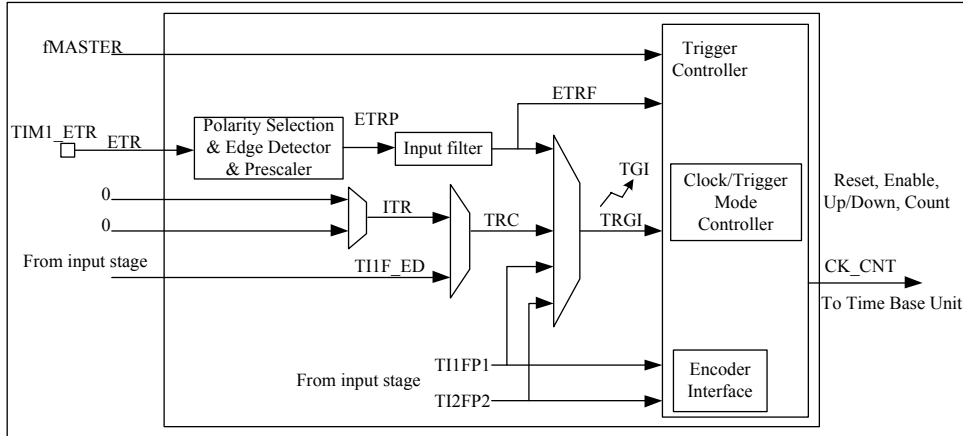 fMASTER
Trigger
Controller
ETRF
TIM1_ETR
ETR
Polarity Selection
& Edge Detector
& Prescaler
ETRP
Input filter
TGI
Clock/Trigger
Mode
Controller
Reset, Enable,
Up/Down, Count
0
ITR
TRC
TRGI
0
From input stage
TI1F_ED
CK_CNT
To Time Base Unit
TI1FP1
From input stage
TI2FP2
Encoder
Interface